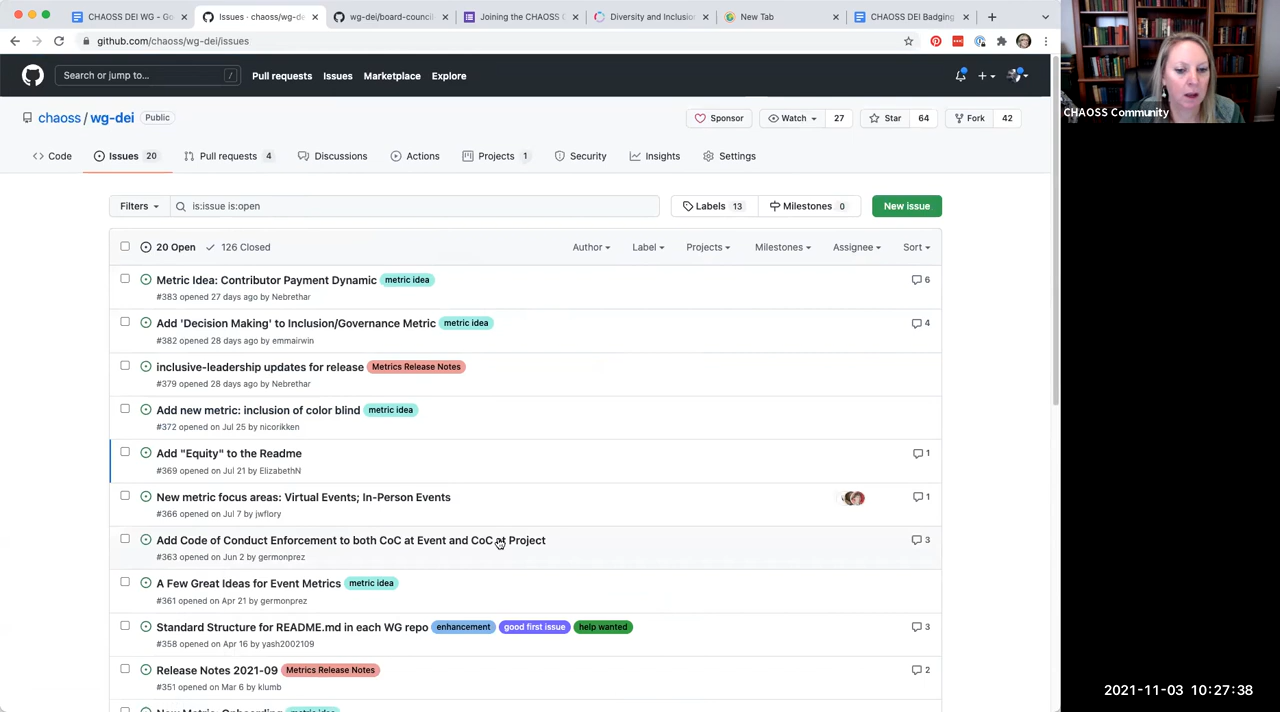 CHAOSS DEI WG - Go
Issues · chaoss/wg-de
wg-dei/board-council
Joining the CHAOSS C
Diversity and Inclusio
New Tab
CHAOSS DEI Badging
github.com/chaoss/wg-dei/issues
Search or jump to...
/
Pull requests
Issues
Marketplace
Explore
CHAOSS Community
chaoss / wg-dei
Public
Sponsor
Watch
27
Star
64
Fork
42
Code
Issues 20
Pull requests 4
Discussions
Actions
Projects 1
Security
Insights
Settings
Filters
is:issue is:open
Labels 13
Milestones 0
New issue
20 Open
126 Closed
Author
Label
Projects
Milestones
Assignee
Sort
Metric Idea: Contributor Payment Dynamic metric idea
6
#383 opened 27 days ago by Nebrethar
Add 'Decision Making' to Inclusion/Governance Metric metric idea
4
#382 opened 28 days ago by emmairwin
inclusive-leadership updates for release Metrics Release Notes
#379 opened 28 days ago by Nebrethar
Add new metric: inclusion of color blind metric idea
#372 opened on Jul 25 by nicorikken
Add "Equity" to the Readme
1
#369 opened on Jul 21 by ElizabethN
New metric focus areas: Virtual Events; In-Person Events
1
#366 opened on Jul 7 by jwflory
Add Code of Conduct Enforcement to both CoC at Event and CoC at Project
3
#363 opened on Jun 2 by germonprez
A Few Great Ideas for Event Metrics metric idea
#361 opened on Apr 21 by germonprez
Standard Structure for README.md in each WG repo enhancement good first issue help wanted
3
#358 opened on Apr 16 by yash2002109
Release Notes 2021-09 Metrics Release Notes
2
#351 opened on Mar 6 by klumb
New Metric: Onboarding metric idea
2021-11-03 10:27:38